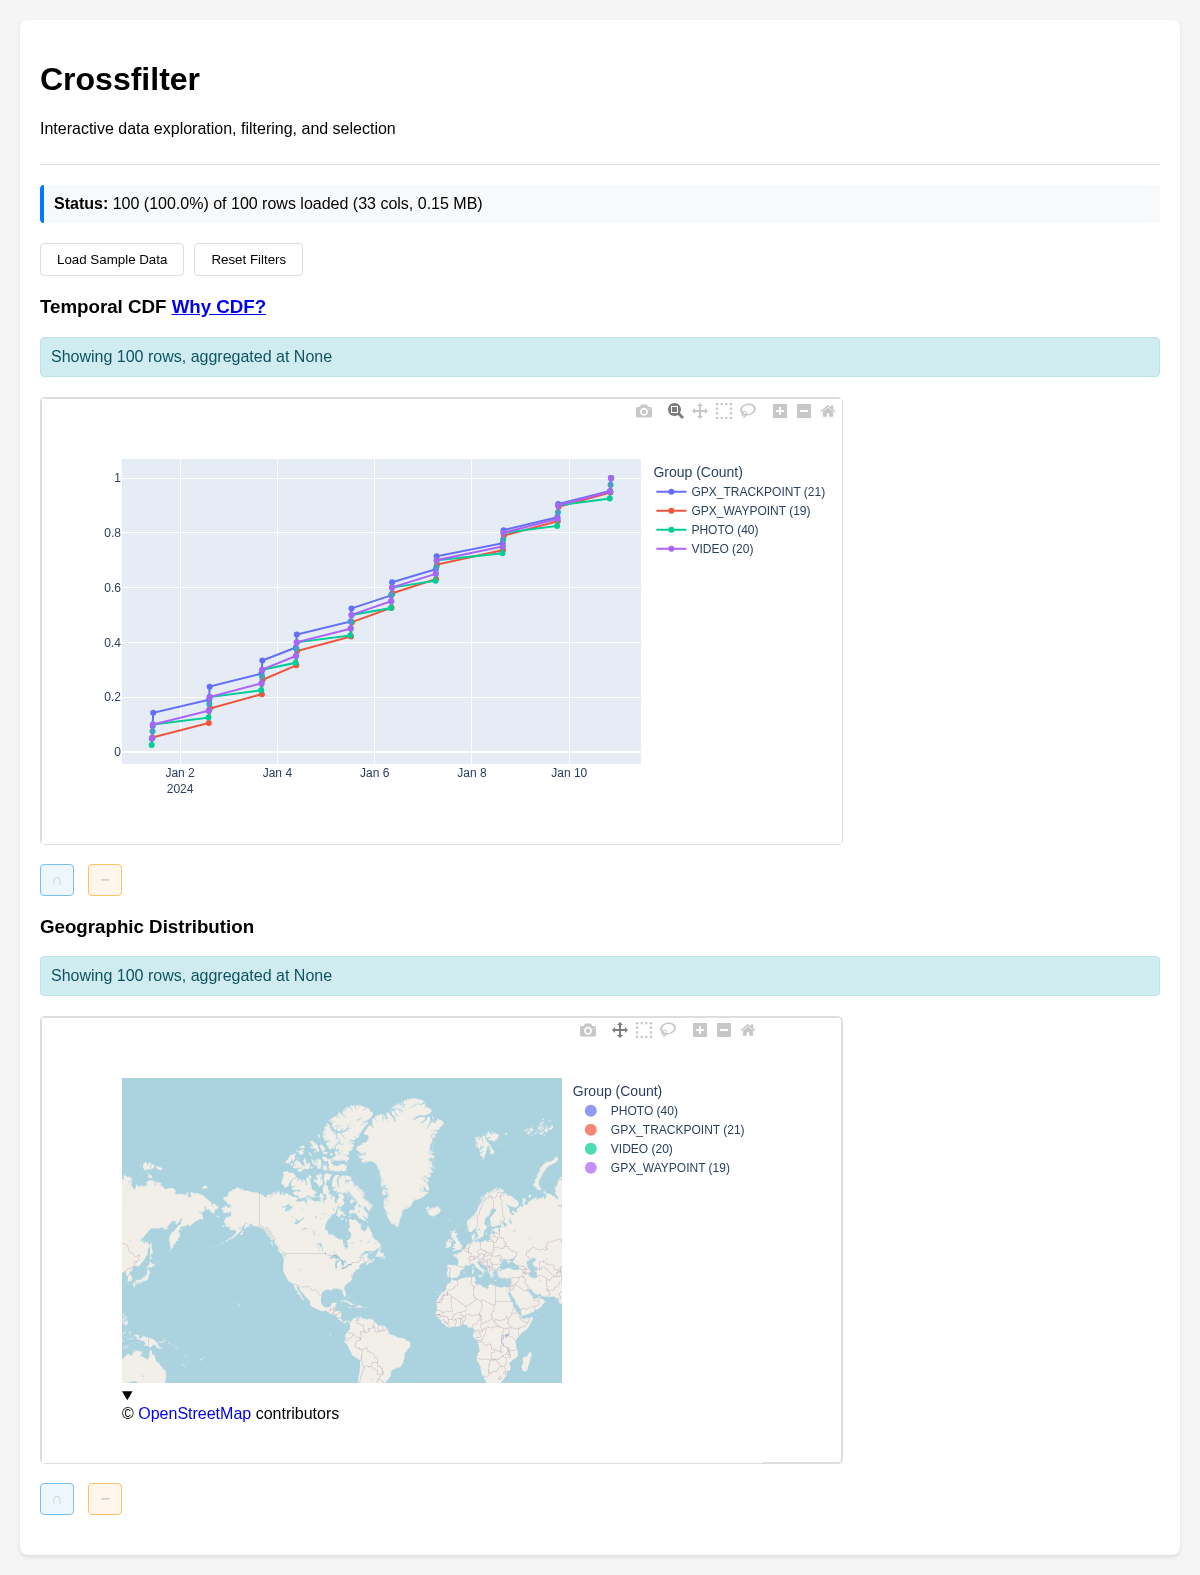 Crossfilter
Interactive data exploration, filtering, and selection
Status: 100 (100.0%) of 100 rows loaded (33 cols, 0.15 MB)
Load Sample Data
Reset Filters
Temporal CDF Why CDF?
Showing 100 rows, aggregated at None
1
0.8
0.6
0.4
0.2
0
Jan 2
2024
Jan 4
Jan 6
Jan 8
Jan 10
Group (Count)
GPX_TRACKPOINT (21)
GPX_WAYPOINT (19)
PHOTO (40)
VIDEO (20)
∩
−
Geographic Distribution
Showing 100 rows, aggregated at None
Group (Count)
PHOTO (40)
GPX_TRACKPOINT (21)
VIDEO (20)
GPX_WAYPOINT (19)
© OpenStreetMap contributors
∩
−